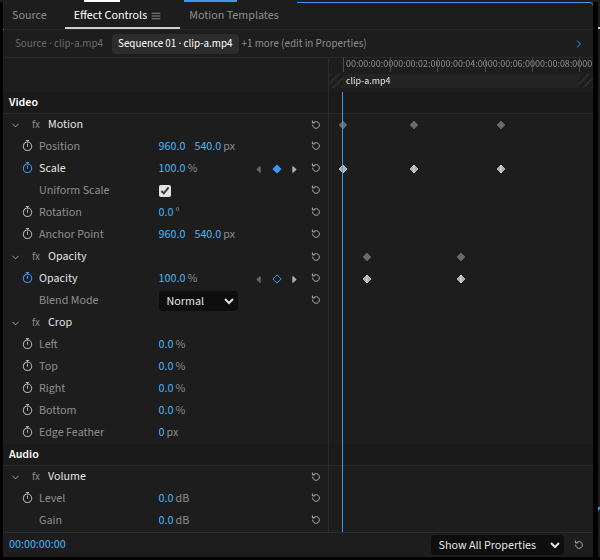 Source Effect Controls Motion Templates
Source · clip-a.mp4 Sequence 01 · clip-a.mp4 +1 more (edit in Properties)
00:00:00:00 00:00:02:00 00:00:04:00 00:00:06:00 00:00:08:00
clip-a.mp4
Video
fx Motion
Position 960.0 540.0 px
Scale 100.0 %
Uniform Scale
Rotation 0.0 °
Anchor Point 960.0 540.0 px
fx Opacity
Opacity 100.0 %
Blend Mode Normal
fx Crop
Left 0.0 %
Top 0.0 %
Right 0.0 %
Bottom 0.0 %
Edge Feather 0 px
Audio
fx Volume
Level 0.0 dB
Gain 0.0 dB
00:00:00:00 Show All Properties